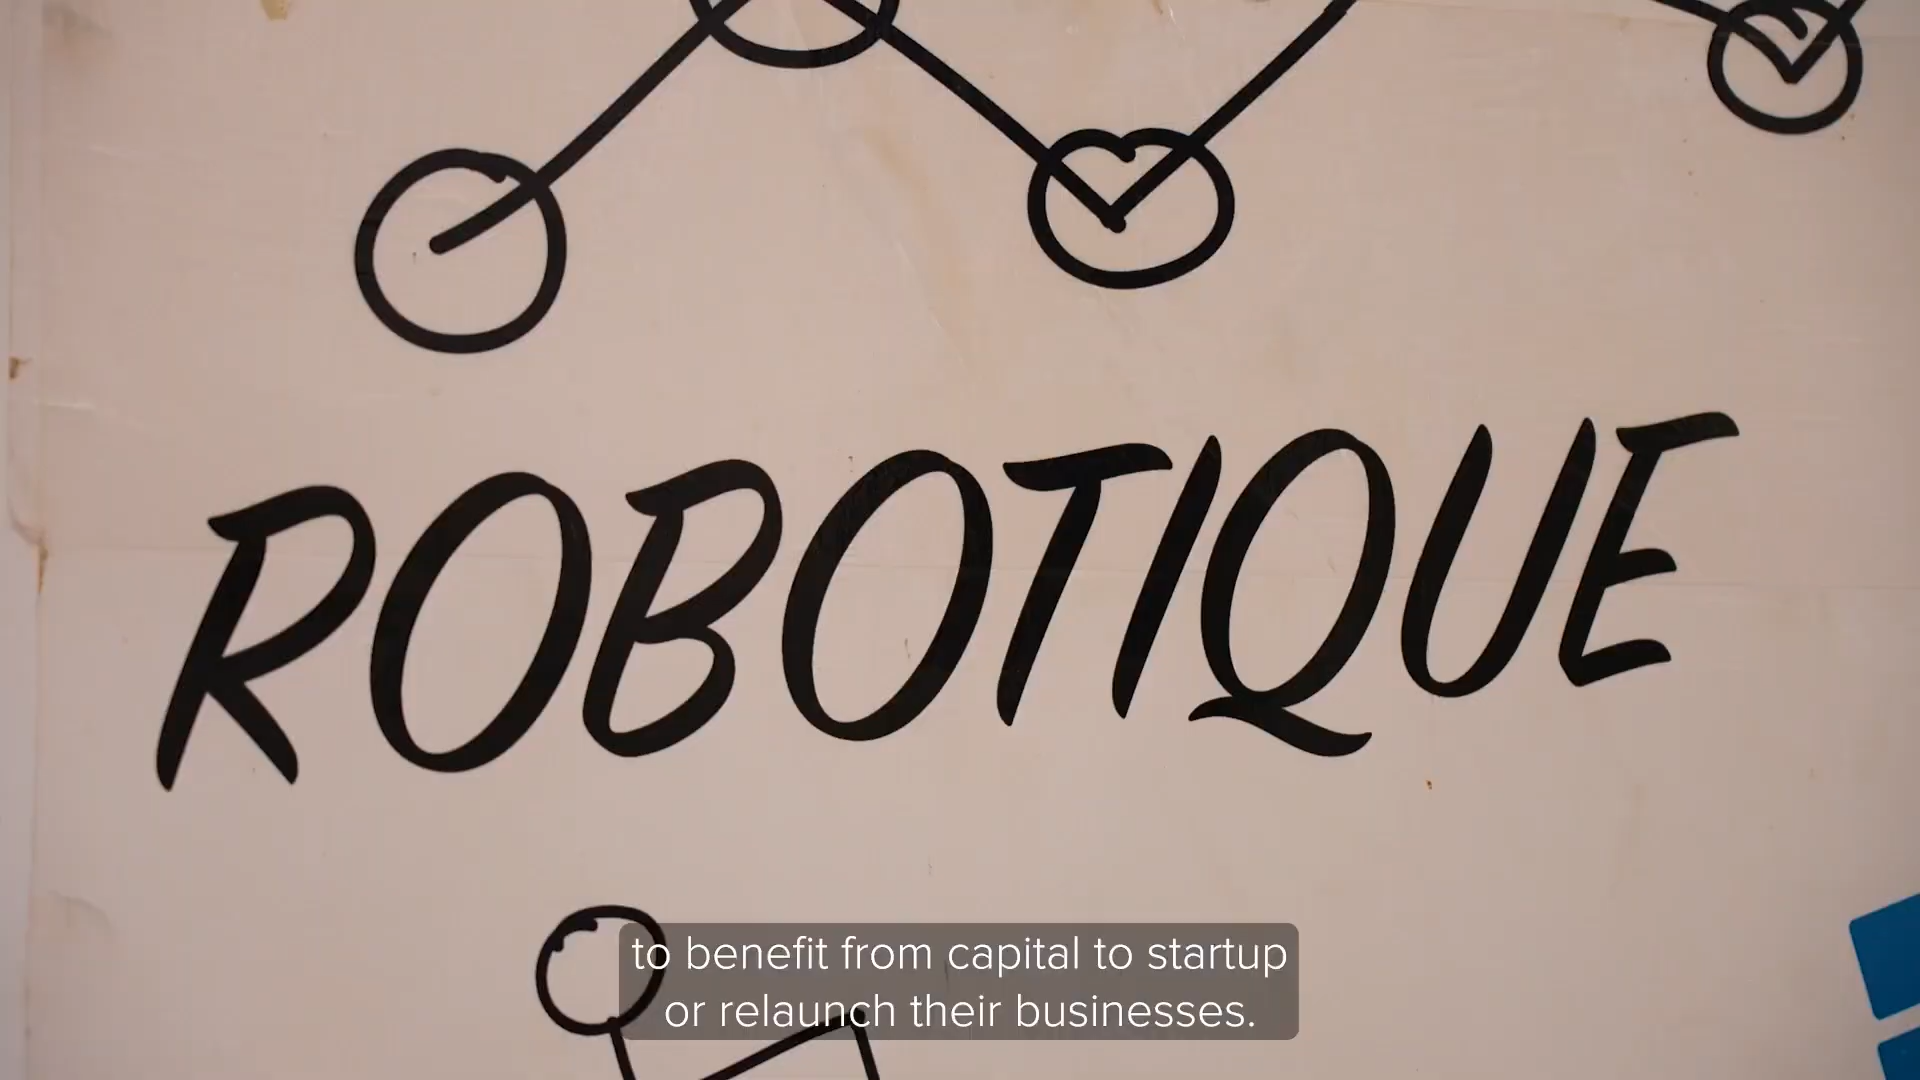 ROBOTIQUE
to benefit from capital to startup
or relaunch their businesses.